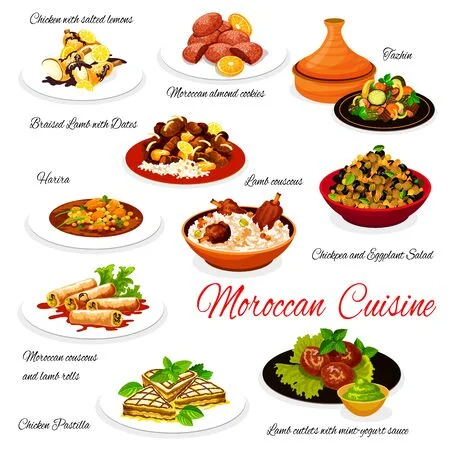 Chicken with salted lemons
Moroccan almond cookies
Tazhin
Braised Lamb with Dates
Harira
Lamb couscous
Chickpea and Eggplant Salad
Moroccan Cuisine
Moroccan couscous
and lamb rolls
Chicken Pastilla
Lamb cutlets with mint-yogurt sauce